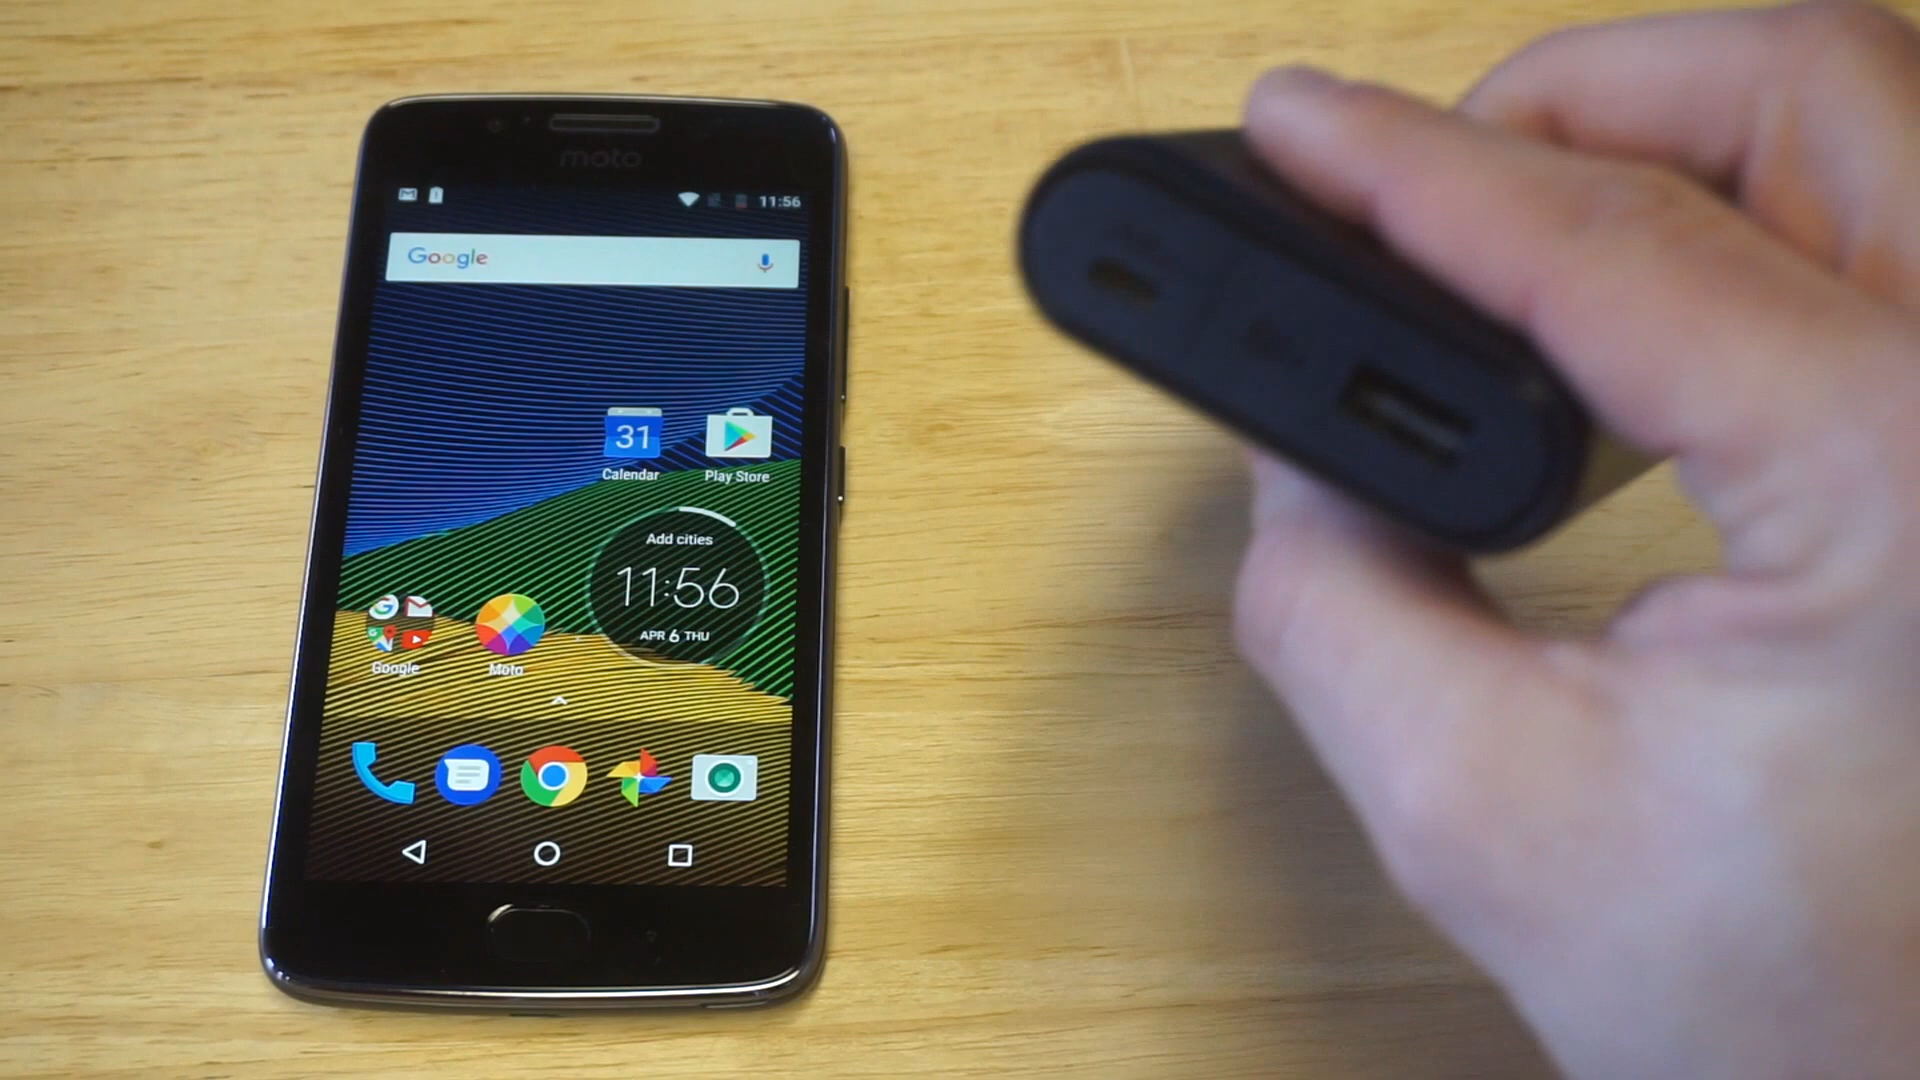 moto
11:56
Google
31
Calendar
Play Store
Add cities
11:56
APR 6 THU
Google
Moto